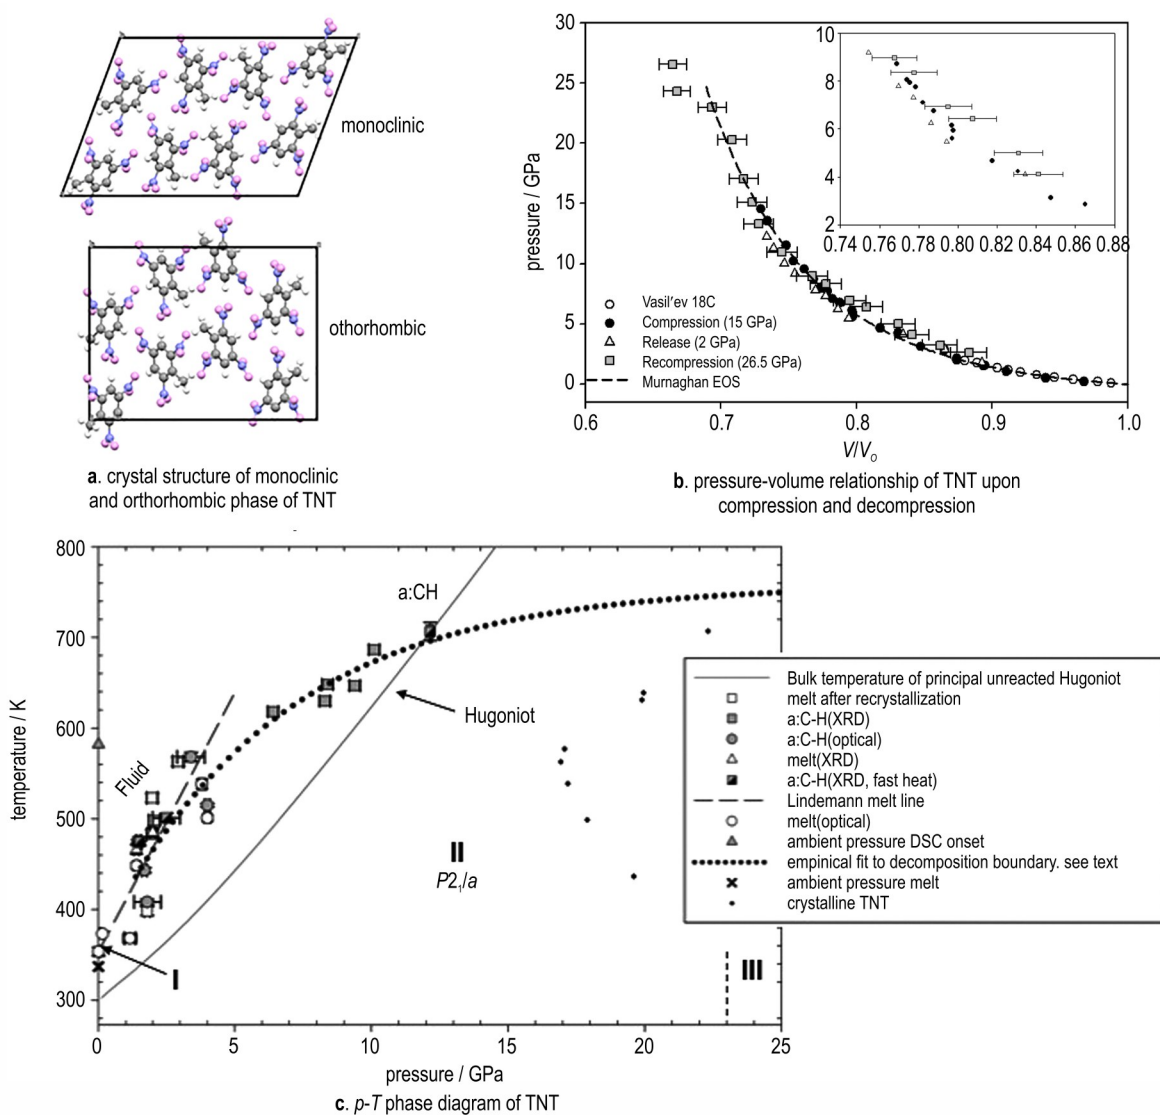 monoclinic
othorhombic
a. crystal structure of monoclinic
and orthorhombic phase of TNT
30
25
20
15
10
5
0
pressure / GPa
0.6
0.7
0.8
0.9
1.0
V/Vo
10
8
6
4
2
0.74
0.76
0.78
0.80
0.82
0.84
0.86
0.88
Vasil'ev 18C
Compression (15 GPa)
Release (2 GPa)
Recompression (26.5 GPa)
Murnaghan EOS
b. pressure-volume relationship of TNT upon
compression and decompression
800
700
600
500
400
300
temperature / K
a:CH
Hugoniot
Fluid
I
II
P2₁/a
III
0
5
10
15
20
25
pressure / GPa
Bulk temperature of principal unreacted Hugoniot
melt after recrystallization
a:C-H(XRD)
a:C-H(optical)
melt(XRD)
a:C-H(XRD, fast heat)
Lindemann melt line
melt(optical)
ambient pressure DSC onset
empinical fit to decomposition boundary. see text
ambient pressure melt
crystalline TNT
c. p-T phase diagram of TNT